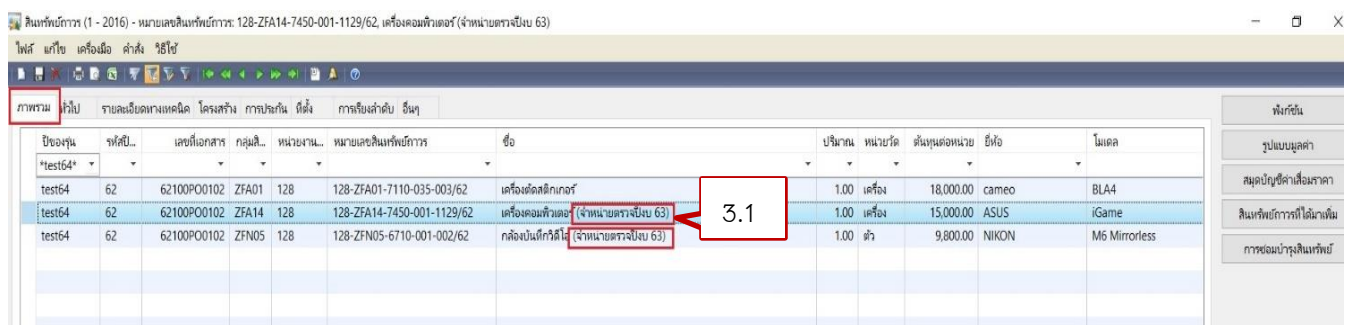 สินทรัพย์ถาวร (1 - 2016) - หมายเลขสินทรัพย์ถาวร: 128-ZFA14-7450-001-1129/62, เครื่องคอมพิวเตอร์ (จำหน่ายตรวจปีงบ 63)
ไฟล์ แก้ไข เครื่องมือ คำสั่ง วิธีใช้
ภาพรวม ทั่วไป รายละเอียดทางเทคนิค โครงสร้าง การประกัน ที่ตั้ง การเรียงลำดับ อื่นๆ
ฟังก์ชัน
ปีของรุ่น รหัสปี... เลขที่เอกสาร กลุ่มสิ... หน่วยงาน... หมายเลขสินทรัพย์ถาวร ชื่อ ปริมาณ หน่วยวัด ต้นทุนต่อหน่วย ยี่ห้อ โมเดล
รูปแบบมูลค่า
*test64*
สมุดบัญชีค่าเสื่อมราคา
test64 62 62100PO0102 ZFA01 128 128-ZFA01-7110-035-003/62 เครื่องตัดสติกเกอร์ 1.00 เครื่อง 18,000.00 cameo BLA4
test64 62 62100PO0102 ZFA14 128 128-ZFA14-7450-001-1129/62 เครื่องคอมพิวเตอร์ (จำหน่ายตรวจปีงบ 63) 1.00 เครื่อง 15,000.00 ASUS iGame
3.1
สินทรัพย์ถาวรที่ได้มาเพิ่ม
test64 62 62100PO0102 ZFN05 128 128-ZFN05-6710-001-002/62 กล้องบันทึกวิดีโอ (จำหน่ายตรวจปีงบ 63) 1.00 ตัว 9,800.00 NIKON M6 Mirrorless
การซ่อมบำรุงสินทรัพย์